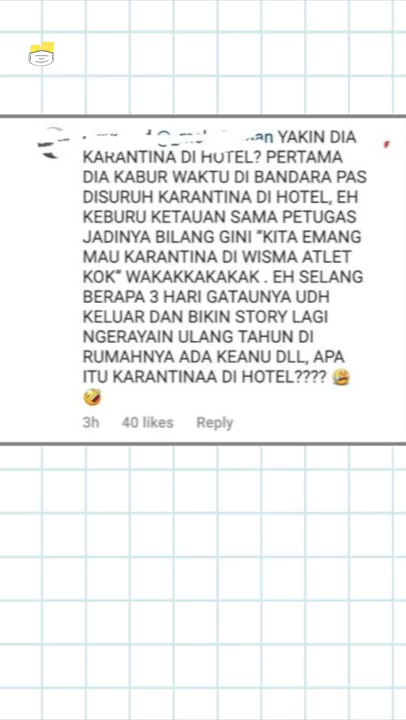 YAKIN DIA
KARANTINA DI HOTEL? PERTAMA
DIA KABUR WAKTU DI BANDARA PAS
DISURUH KARANTINA DI HOTEL, EH
KEBURU KETAUAN SAMA PETUGAS
JADINYA BILANG GINI “KITA EMANG
MAU KARANTINA DI WISMA ATLET
KOK” WAKAKKAKAKAK . EH SELANG
BERAPA 3 HARI GATAUNYA UDH
KELUAR DAN BIKIN STORY LAGI
NGERAYAIN ULANG TAHUN DI
RUMAHNYA ADA KEANU DLL, APA
ITU KARANTINAA DI HOTEL???? 🤣
🤣
3h 40 likes Reply